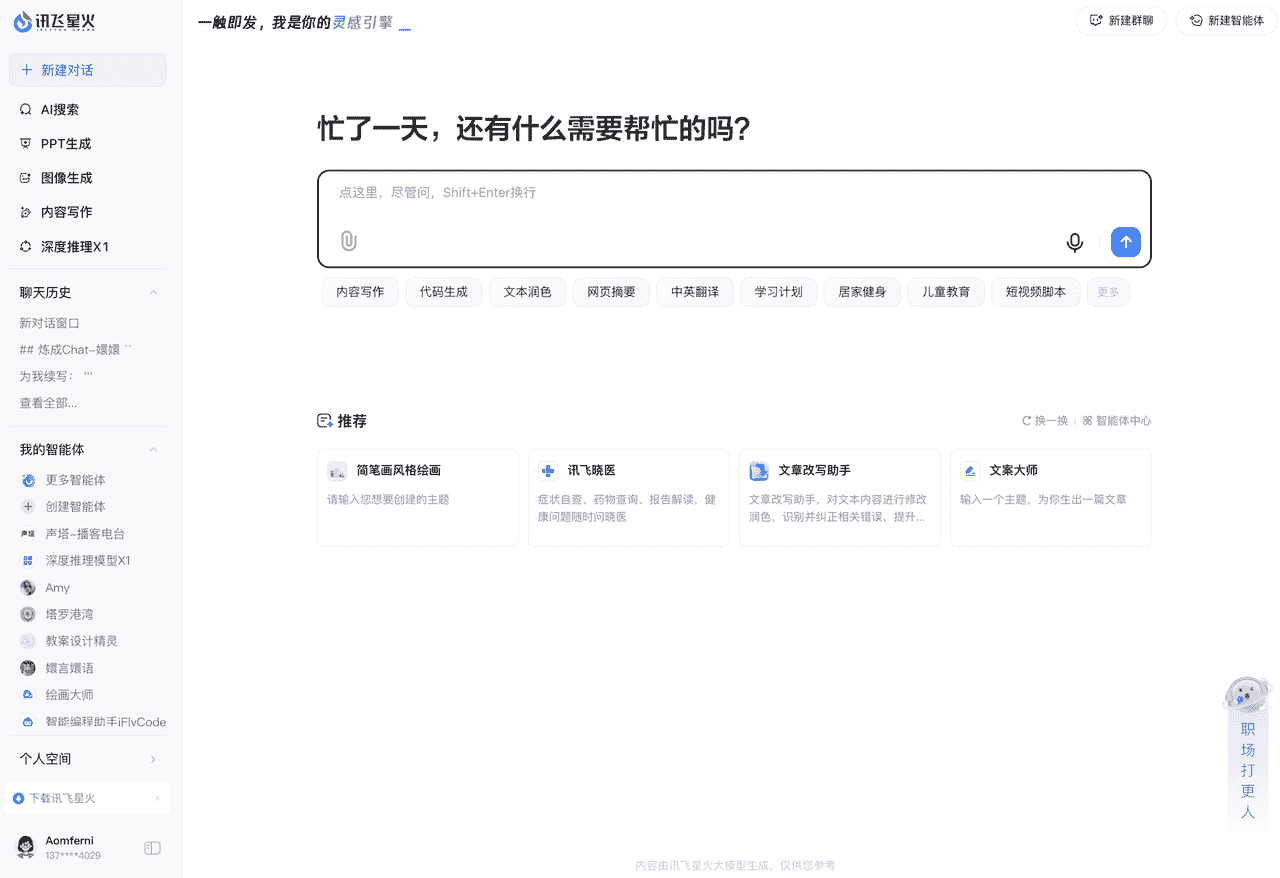 讯飞星火
一触即发，我是你的灵感引擎 __
新建群聊
新建智能体
+ 新建对话
AI搜索
PPT生成
图像生成
内容写作
深度推理X1
聊天历史
新对话窗口
## 炼成Chat-嬛嬛 ``
为我续写： '''
查看全部...
我的智能体
更多智能体
创建智能体
声塔
声塔-播客电台
深度推理模型X1
Amy
塔罗港湾
教案设计精灵
嬛言嬛语
绘画大师
智能编程助手iFlyCode
个人空间
下载讯飞星火
Aomferni
137****4029
忙了一天，还有什么需要帮忙的吗?
点这里，尽管问，Shift+Enter换行
内容写作
代码生成
文本润色
网页摘要
中英翻译
学习计划
居家健身
儿童教育
短视频脚本
更多
推荐
换一换
智能体中心
简笔画风格绘画
请输入您想要创建的主题
讯飞晓医
症状自查、药物查询、报告解读，健
康问题随时问晓医
文章改写助手
文章改写助手，对文本内容进行修改
润色，识别并纠正相关错误，提升...
文案大师
输入一个主题，为你生出一篇文章
职场打更人
内容由讯飞星火大模型生成，仅供您参考